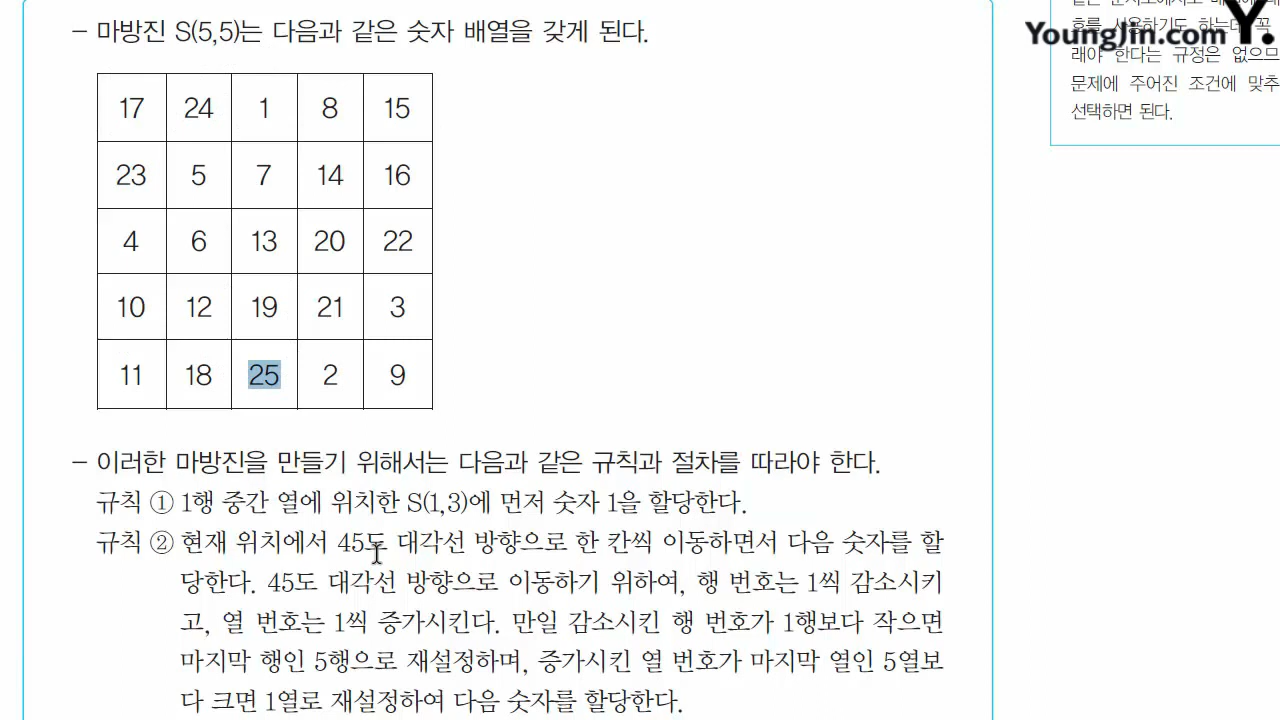 – 마방진 S(5,5)는 다음과 같은 숫자 배열을 갖게 된다.
17 24 1 8 15
23 5 7 14 16
4 6 13 20 22
10 12 19 21 3
11 18 25 2 9
– 이러한 마방진을 만들기 위해서는 다음과 같은 규칙과 절차를 따라야 한다.
규칙 ① 1행 중간 열에 위치한 S(1,3)에 먼저 숫자 1을 할당한다.
규칙 ② 현재 위치에서 45도 대각선 방향으로 한 칸씩 이동하면서 다음 숫자를 할
당한다. 45도 대각선 방향으로 이동하기 위하여, 행 번호는 1씩 감소시키
고, 열 번호는 1씩 증가시킨다. 만일 감소시킨 행 번호가 1행보다 작으면
마지막 행인 5행으로 재설정하며, 증가시킨 열 번호가 마지막 열인 5열보
다 크면 1열로 재설정하여 다음 숫자를 할당한다.
호를 사용하기도 하는데 꼭
YoungJin.com Y.
래야 한다는 규정은 없으므
문제에 주어진 조건에 맞추
선택하면 된다.